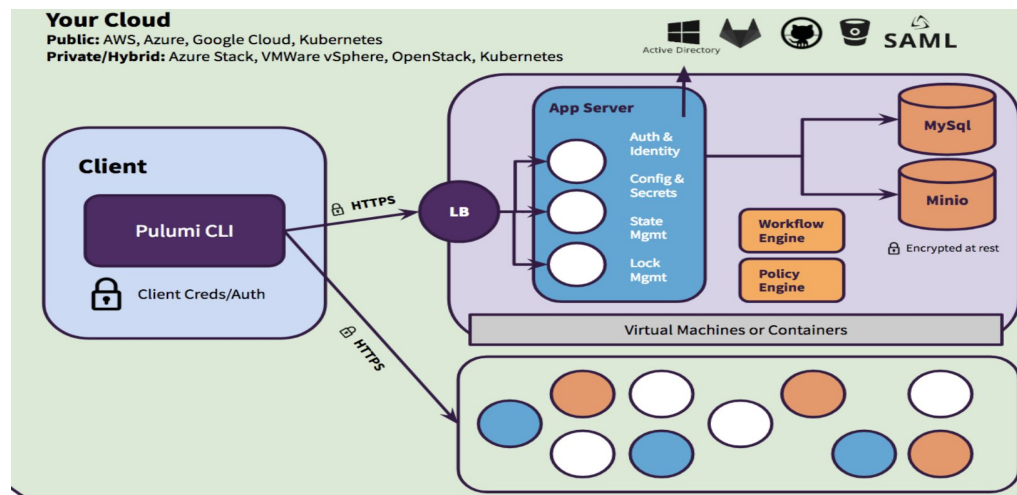 Your Cloud
Public: AWS, Azure, Google Cloud, Kubernetes
Private/Hybrid: Azure Stack, VMWare vSphere, OpenStack, Kubernetes
Active Directory
SAML
Client
Pulumi CLI
Client Creds/Auth
HTTPS
HTTPS
LB
App Server
Auth &
Identity
Config &
Secrets
State
Mgmt
Lock
Mgmt
Workflow
Engine
Policy
Engine
MySql
Minio
Encrypted at rest
Virtual Machines or Containers